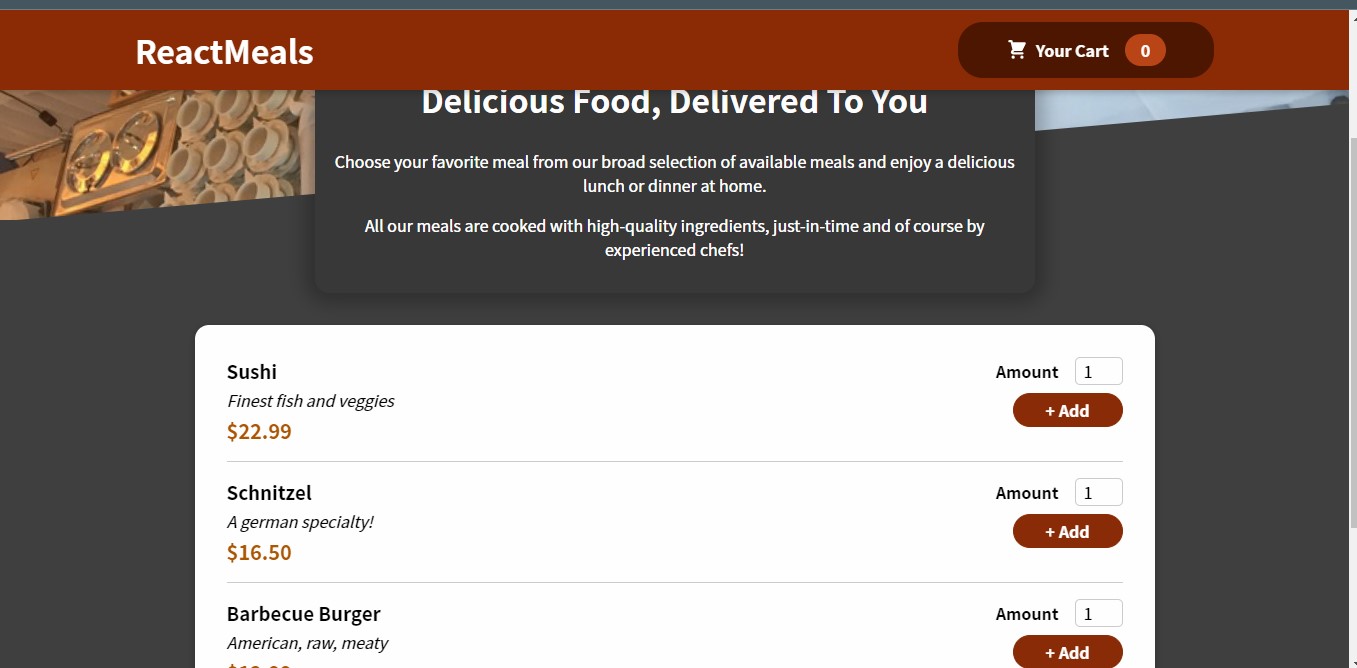 ReactMeals
Your Cart 0
Delicious Food, Delivered To You
Choose your favorite meal from our broad selection of available meals and enjoy a delicious
lunch or dinner at home.
All our meals are cooked with high-quality ingredients, just-in-time and of course by
experienced chefs!
Sushi
Amount 1
Finest fish and veggies
+ Add
$22.99
Schnitzel
Amount 1
A german specialty!
+ Add
$16.50
Barbecue Burger
Amount 1
American, raw, meaty
+ Add